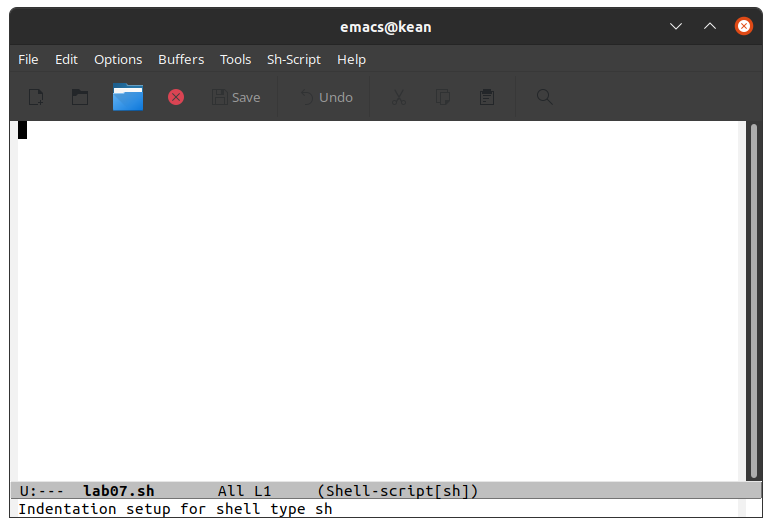 emacs@kean
File Edit Options Buffers Tools Sh-Script Help
Save Undo
U:--- lab07.sh All L1 (Shell-script[sh])
Indentation setup for shell type sh